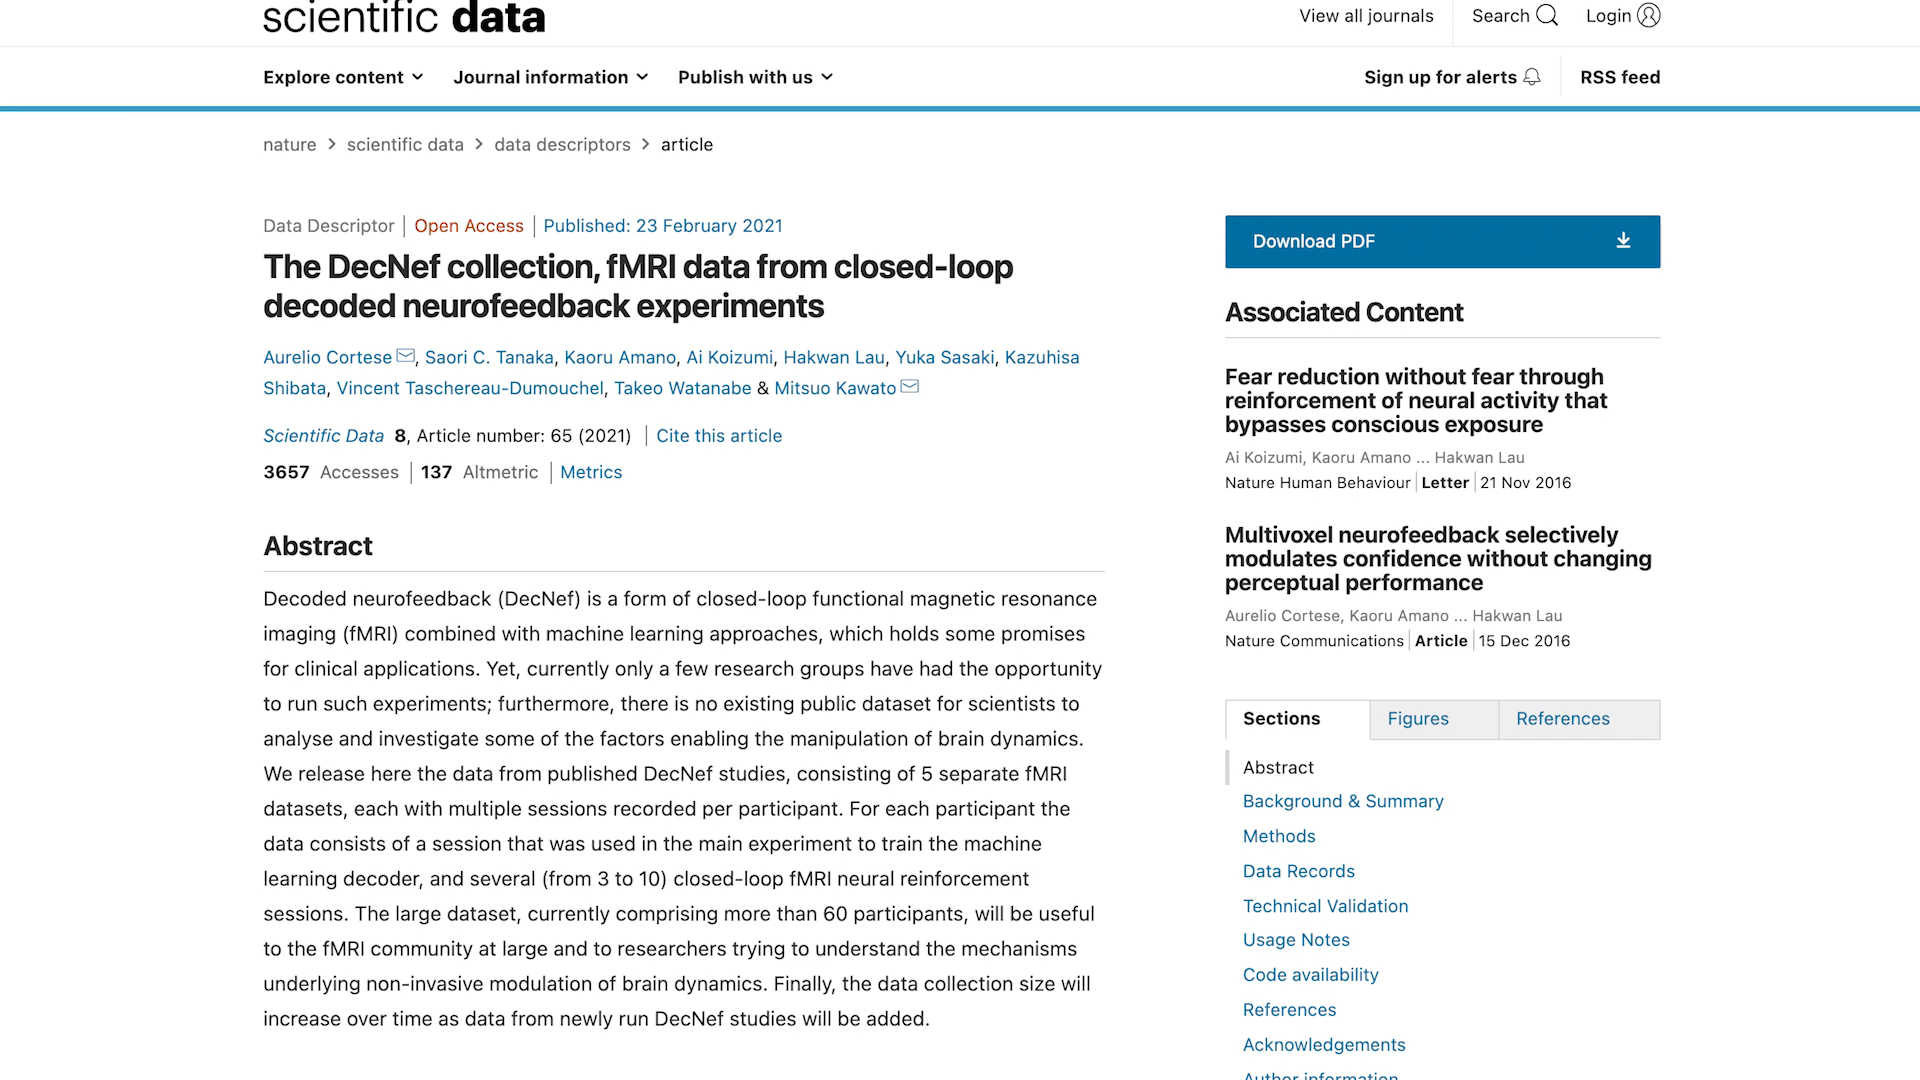 scientific data
View all journals Search Login
Explore content Journal information Publish with us Sign up for alerts RSS feed
nature > scientific data > data descriptors > article
Data Descriptor | Open Access | Published: 23 February 2021
The DecNef collection, fMRI data from closed-loop
decoded neurofeedback experiments
Aurelio Cortese, Saori C. Tanaka, Kaoru Amano, Ai Koizumi, Hakwan Lau, Yuka Sasaki, Kazuhisa
Shibata, Vincent Taschereau-Dumouchel, Takeo Watanabe & Mitsuo Kawato
Scientific Data 8, Article number: 65 (2021) | Cite this article
3657 Accesses | 137 Altmetric | Metrics
Abstract
Decoded neurofeedback (DecNef) is a form of closed-loop functional magnetic resonance
imaging (fMRI) combined with machine learning approaches, which holds some promises
for clinical applications. Yet, currently only a few research groups have had the opportunity
to run such experiments; furthermore, there is no existing public dataset for scientists to
analyse and investigate some of the factors enabling the manipulation of brain dynamics.
We release here the data from published DecNef studies, consisting of 5 separate fMRI
datasets, each with multiple sessions recorded per participant. For each participant the
data consists of a session that was used in the main experiment to train the machine
learning decoder, and several (from 3 to 10) closed-loop fMRI neural reinforcement
sessions. The large dataset, currently comprising more than 60 participants, will be useful
to the fMRI community at large and to researchers trying to understand the mechanisms
underlying non-invasive modulation of brain dynamics. Finally, the data collection size will
increase over time as data from newly run DecNef studies will be added.
Download PDF
Associated Content
Fear reduction without fear through
reinforcement of neural activity that
bypasses conscious exposure
Ai Koizumi, Kaoru Amano ... Hakwan Lau
Nature Human Behaviour | Letter | 21 Nov 2016
Multivoxel neurofeedback selectively
modulates confidence without changing
perceptual performance
Aurelio Cortese, Kaoru Amano ... Hakwan Lau
Nature Communications | Article | 15 Dec 2016
Sections Figures References
Abstract
Background & Summary
Methods
Data Records
Technical Validation
Usage Notes
Code availability
References
Acknowledgements
Author information